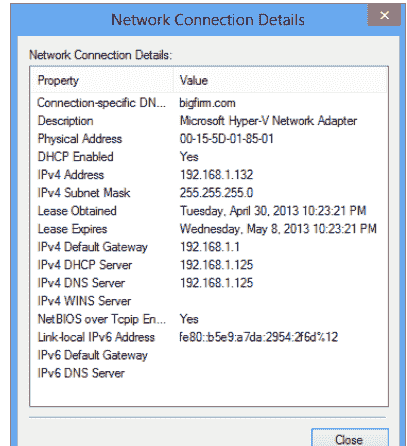 Network Connection Details
Network Connection Details:
Property Value
Connection-specific DN... bigfirm.com
Description Microsoft Hyper-V Network Adapter
Physical Address 00-15-5D-01-85-01
DHCP Enabled Yes
IPv4 Address 192.168.1.132
IPv4 Subnet Mask 255.255.255.0
Lease Obtained Tuesday, April 30, 2013 10:23:21 PM
Lease Expires Wednesday, May 8, 2013 10:23:21 PM
IPv4 Default Gateway 192.168.1.1
IPv4 DHCP Server 192.168.1.125
IPv4 DNS Server 192.168.1.125
IPv4 WINS Server
NetBIOS over Tcpip En... Yes
Link-local IPv6 Address fe80::b5e9:a7da:2954:2f6d%12
IPv6 Default Gateway
IPv6 DNS Server
Close